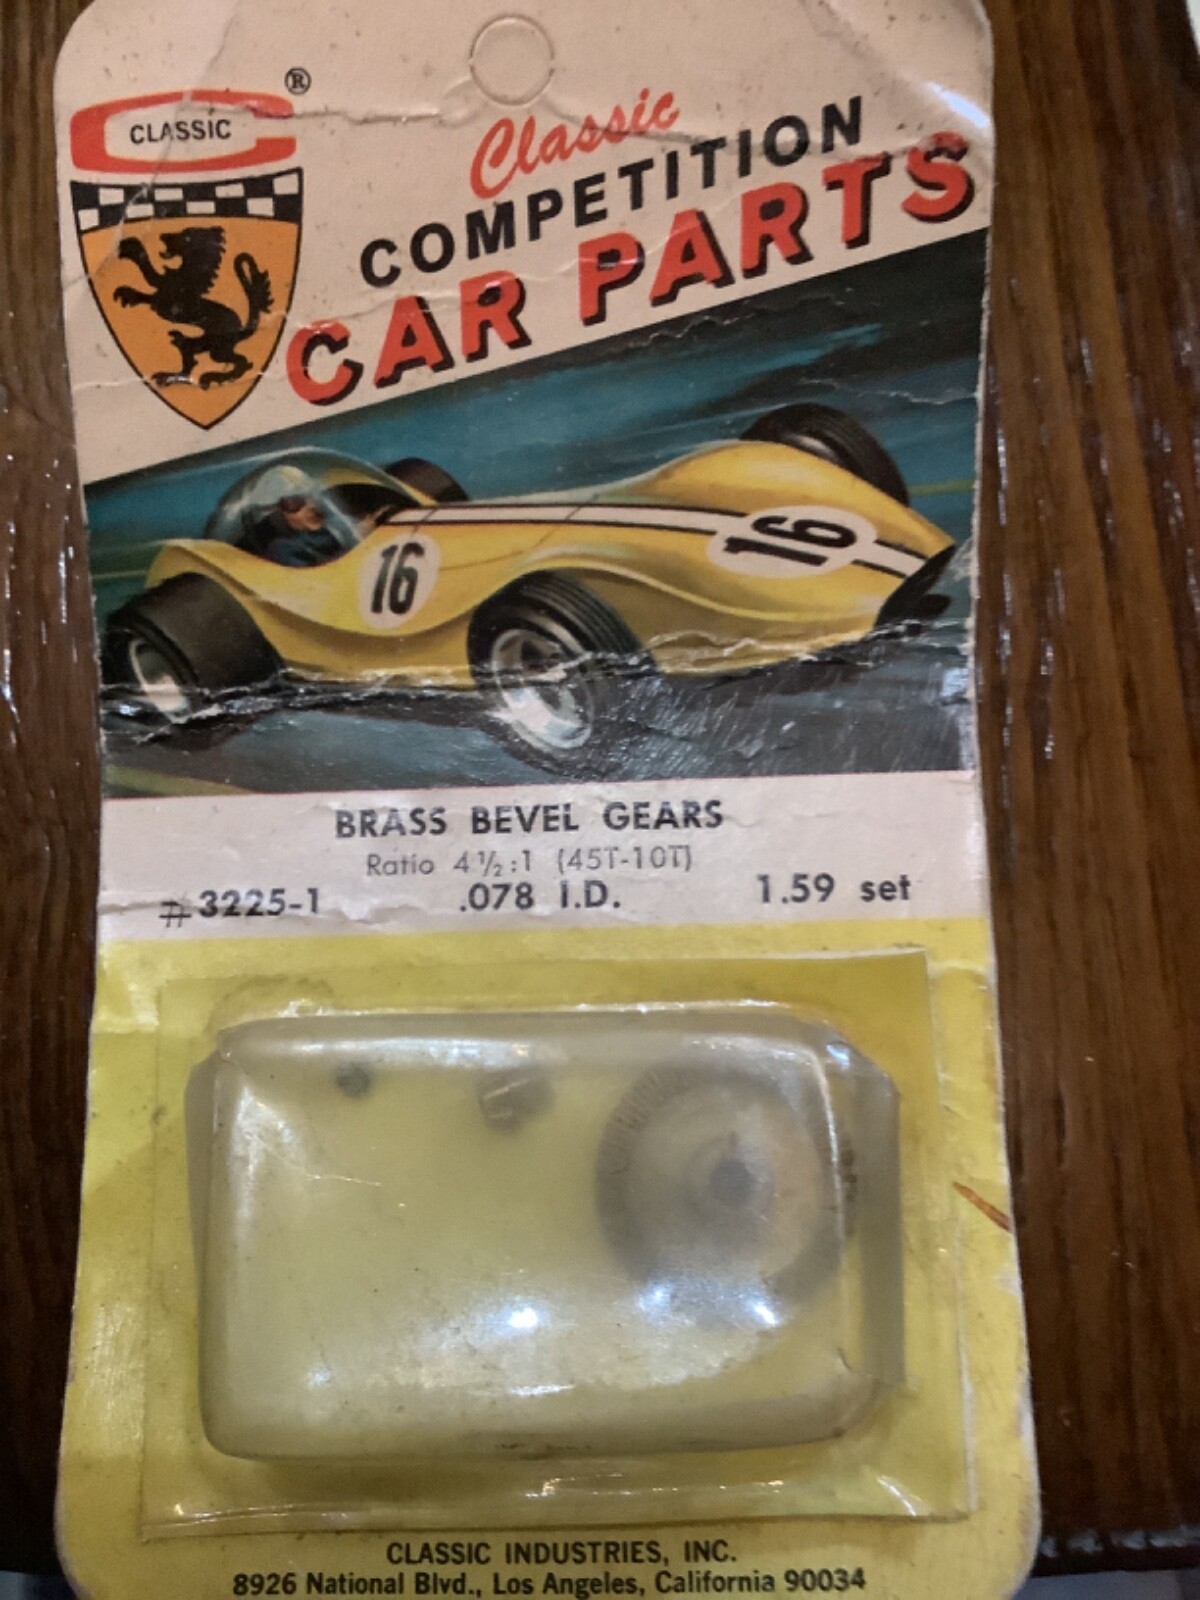 ®
CLASSIC
Classic
COMPETITION
CAR PARTS
16
16
BRASS BEVEL GEARS
Ratio 4½:1 (45T-10T)
#3225-1 .078 I.D. 1.59 set
CLASSIC INDUSTRIES, INC.
8926 National Blvd., Los Angeles, California 90034